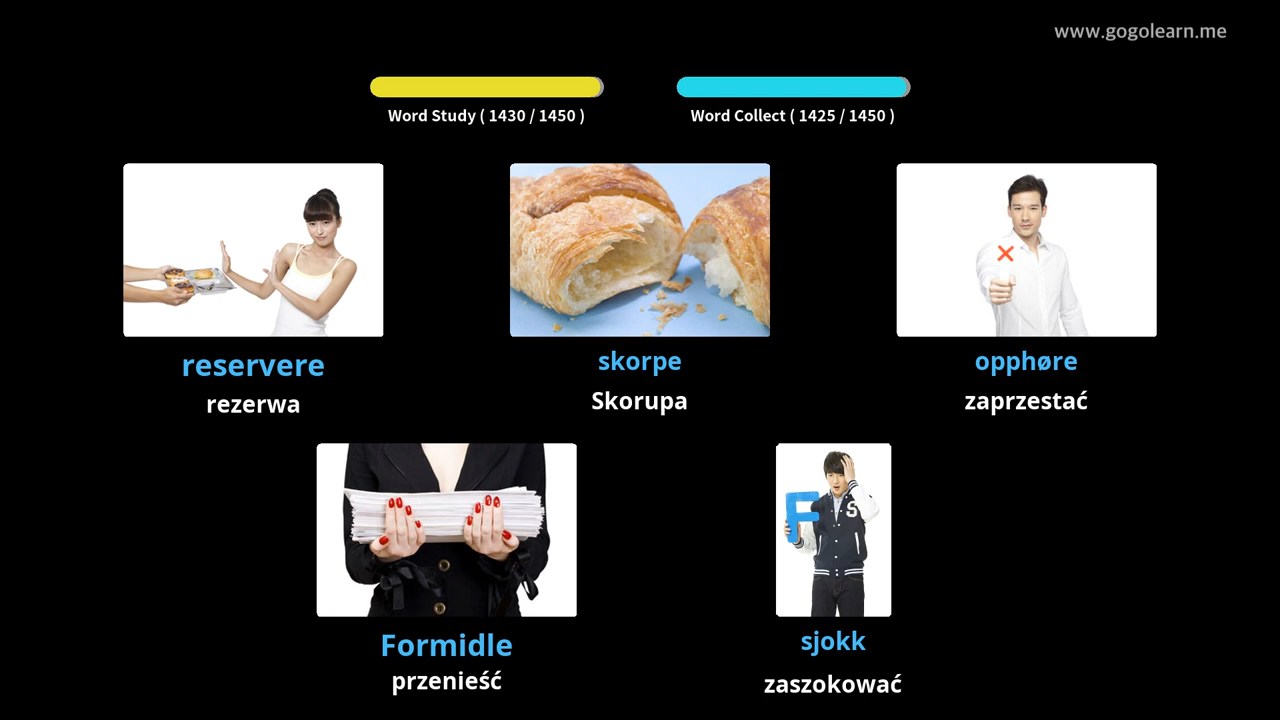 www.gogolearn.me
Word Study ( 1430 / 1450 )
Word Collect ( 1425 / 1450 )
reservere
rezerwa
skorpe
Skorupa
opphøre
zaprzestać
Formidle
przenieść
F
S
sjokk
zaszokować